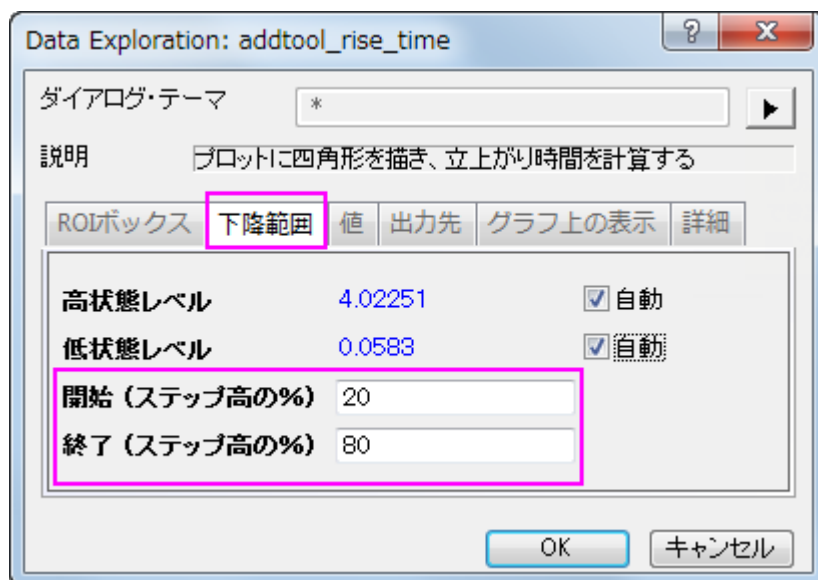 Data Exploration: addtool_rise_time
ダイアログ・テーマ *
説明 プロットに四角形を描き、立上がり時間を計算する
ROIボックス 下降範囲 値 出力先 グラフ上の表示 詳細
高状態レベル 4.02251 自動
低状態レベル 0.0583 自動
開始(ステップ高の%) 20
終了(ステップ高の%) 80
OK キャンセル